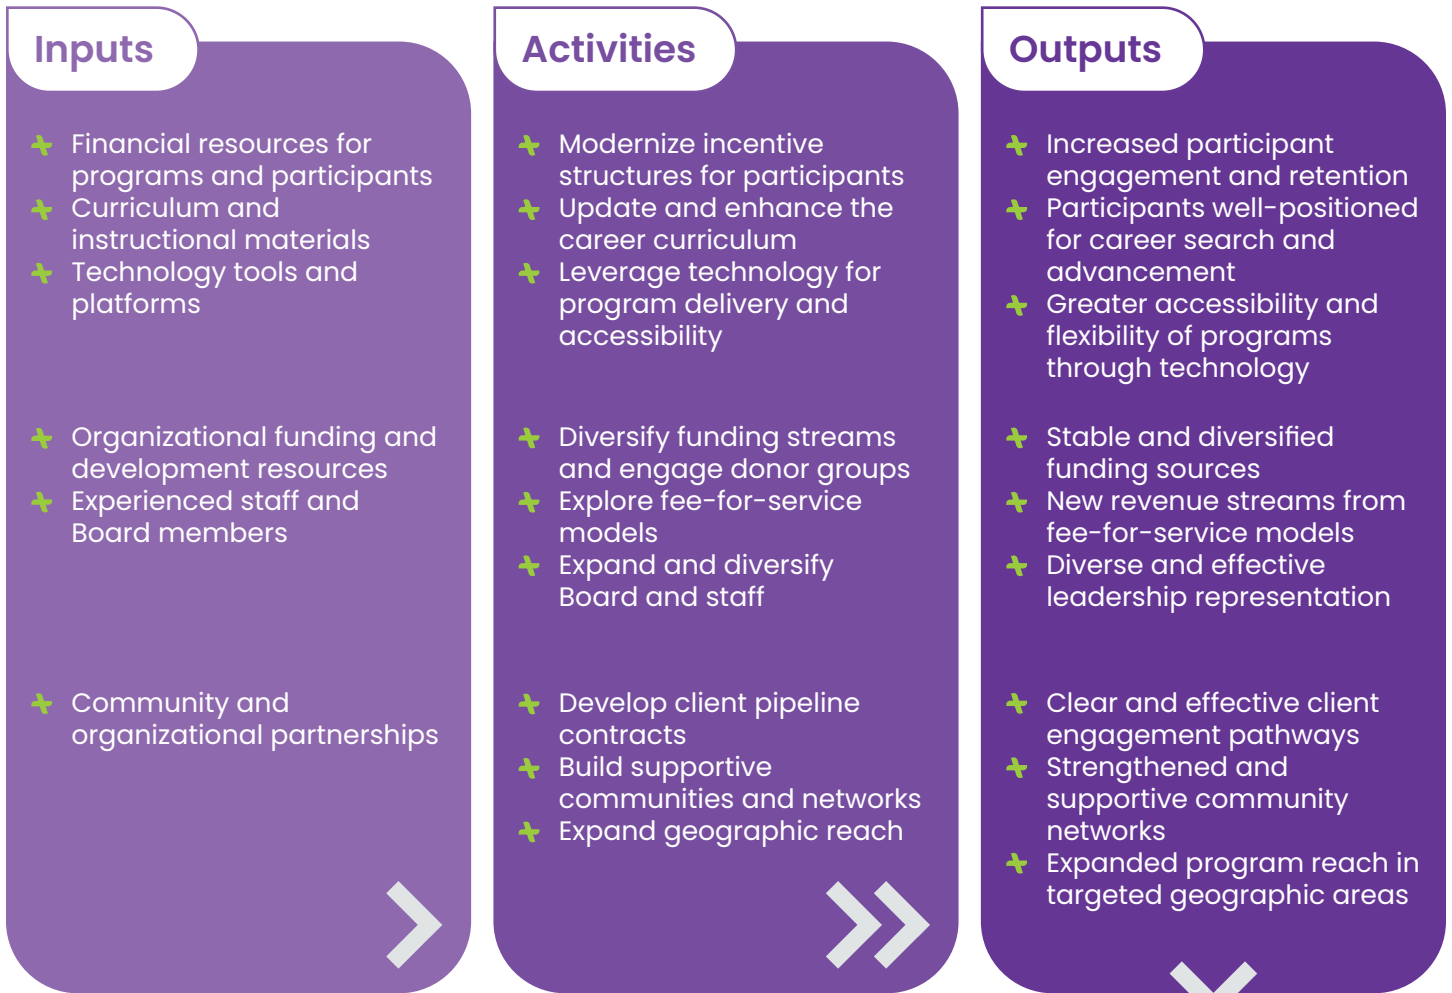 Inputs
Financial resources for
programs and participants
Curriculum and
instructional materials
Technology tools and
platforms
Organizational funding and
development resources
Experienced staff and
Board members
Community and
organizational partnerships
Activities
Modernize incentive
structures for participants
Update and enhance the
career curriculum
Leverage technology for
program delivery and
accessibility
Diversify funding streams
and engage donor groups
Explore fee-for-service
models
Expand and diversify
Board and staff
Develop client pipeline
contracts
Build supportive
communities and networks
Expand geographic reach
Outputs
Increased participant
engagement and retention
Participants well-positioned
for career search and
advancement
Greater accessibility and
flexibility of programs
through technology
Stable and diversified
funding sources
New revenue streams from
fee-for-service models
Diverse and effective
leadership representation
Clear and effective client
engagement pathways
Strengthened and
supportive community
networks
Expanded program reach in
targeted geographic areas